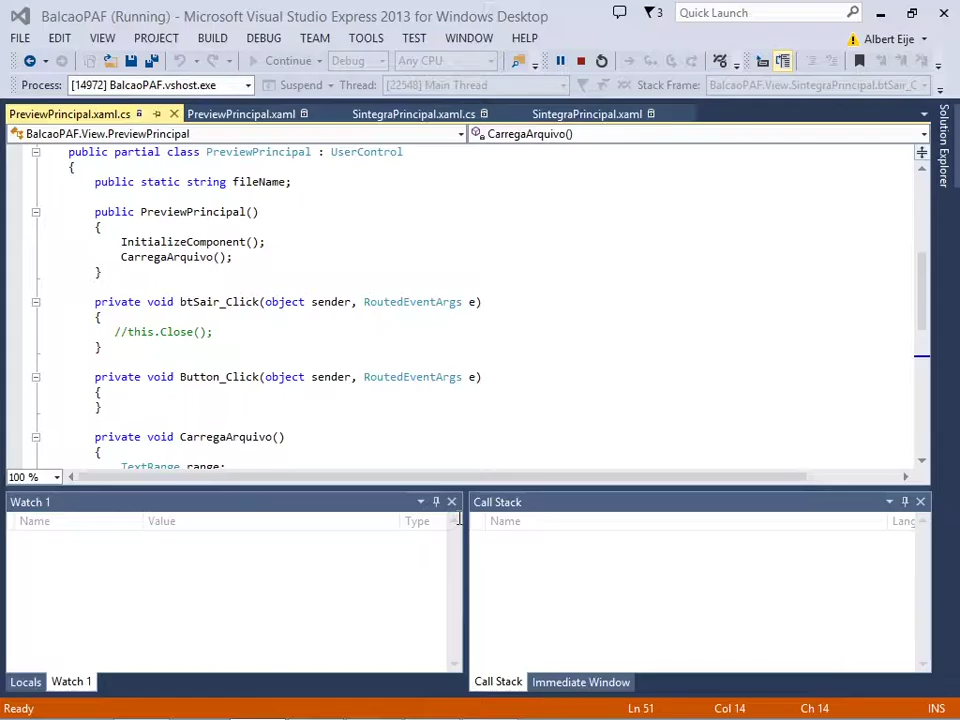 BalcaoPAF (Running) - Microsoft Visual Studio Express 2013 for Windows Desktop
3
Quick Launch
FILE EDIT VIEW PROJECT BUILD DEBUG TEAM TOOLS TEST WINDOW HELP
Albert Eije
Continue Debug Any CPU
Process: [14972] BalcaoPAF.vshost.exe Suspend Thread: [22548] Main Thread Stack Frame: BalcaoPAF.View.SintegraPrincipal.btSair_C
PreviewPrincipal.xaml.cs PreviewPrincipal.xaml SintegraPrincipal.xaml.cs SintegraPrincipal.xaml
Solution Explorer
BalcaoPAF.View.PreviewPrincipal CarregaArquivo()
public partial class PreviewPrincipal : UserControl
{
public static string fileName;
public PreviewPrincipal()
{
InitializeComponent();
CarregaArquivo();
}
private void btSair_Click(object sender, RoutedEventArgs e)
{
//this.Close();
}
private void Button_Click(object sender, RoutedEventArgs e)
{
}
private void CarregaArquivo()
{
TextRange range;
100 %
Watch 1 Call Stack
Name Value Type Name Lang
Locals Watch 1 Call Stack Immediate Window
Ready Ln 51 Col 14 Ch 14 INS